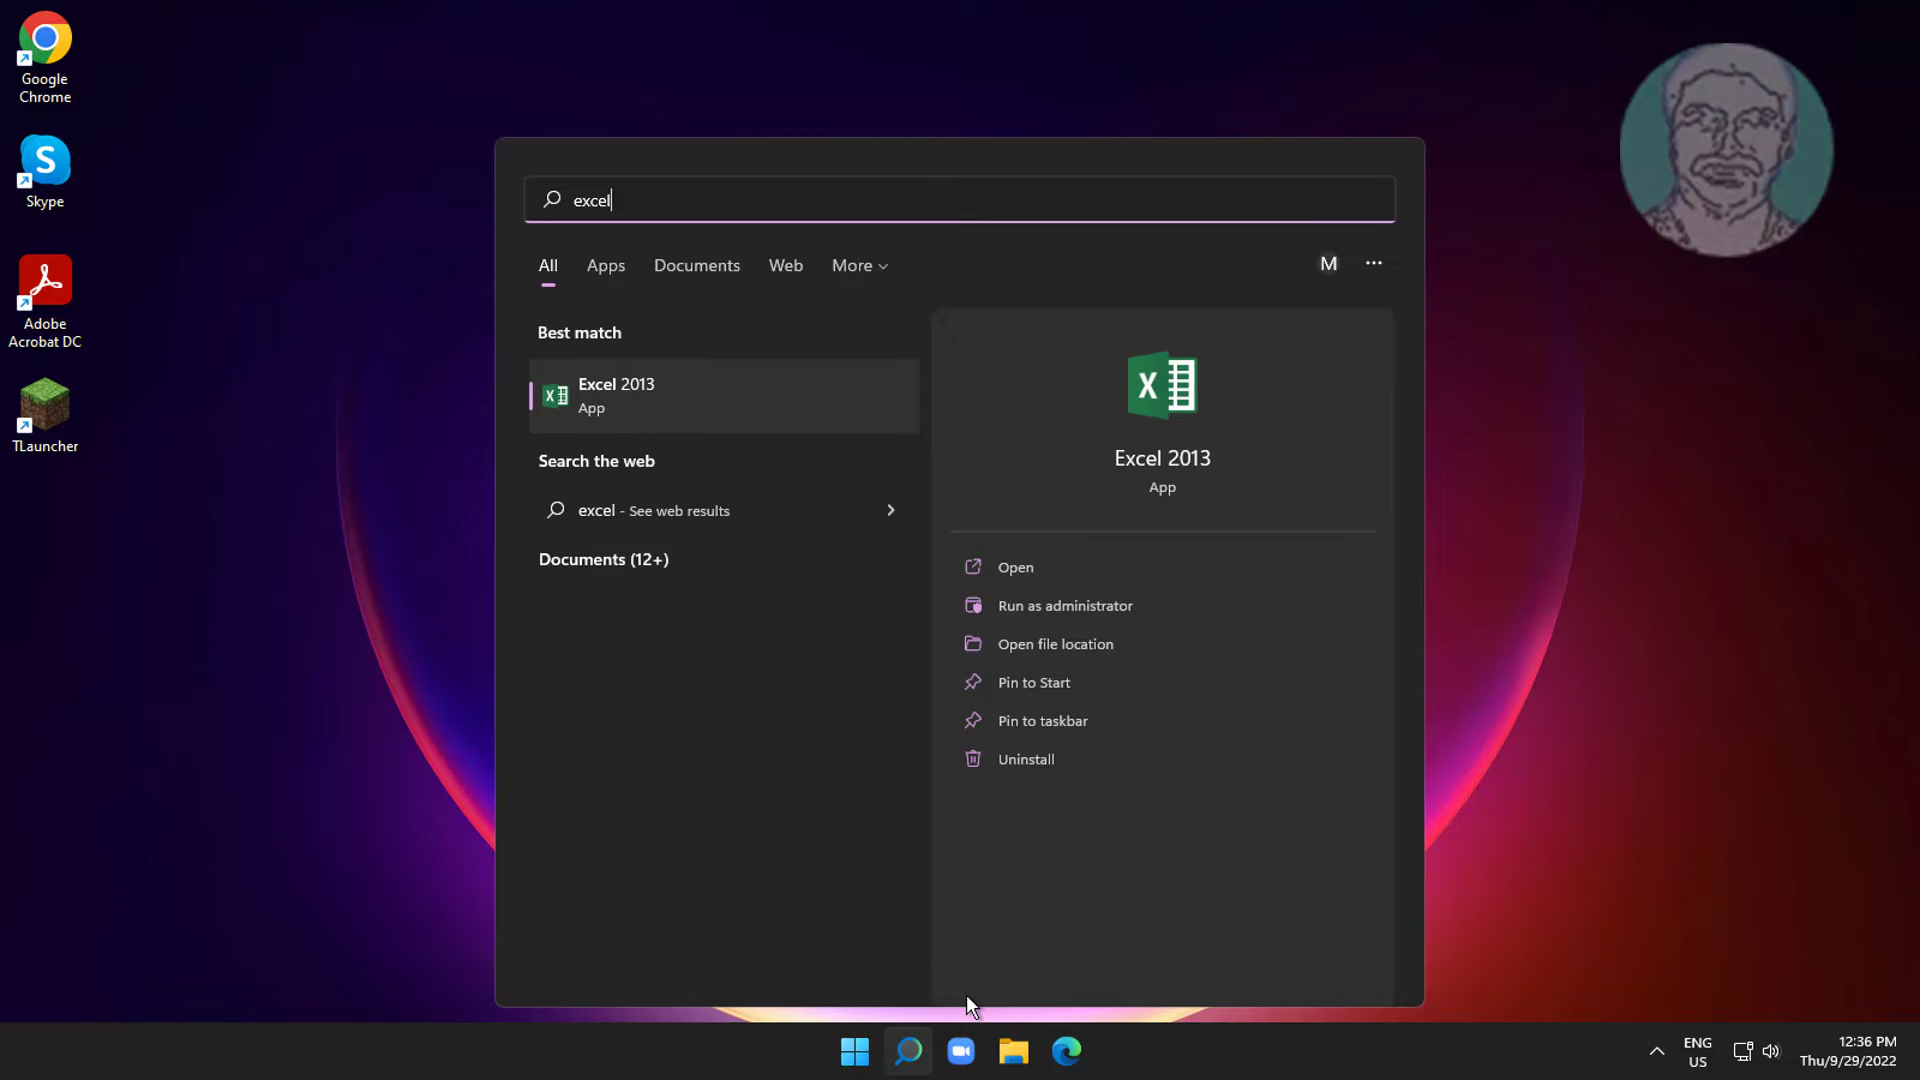 Google
Chrome
Skype
Adobe
Acrobat DC
TLauncher
excel
All
Apps
Documents
Web
More
M
Best match
Excel 2013
App
Search the web
excel - See web results
Documents (12+)
Excel 2013
App
Open
Run as administrator
Open file location
Pin to Start
Pin to taskbar
Uninstall
ENG
US
12:36 PM
Thu/9/29/2022